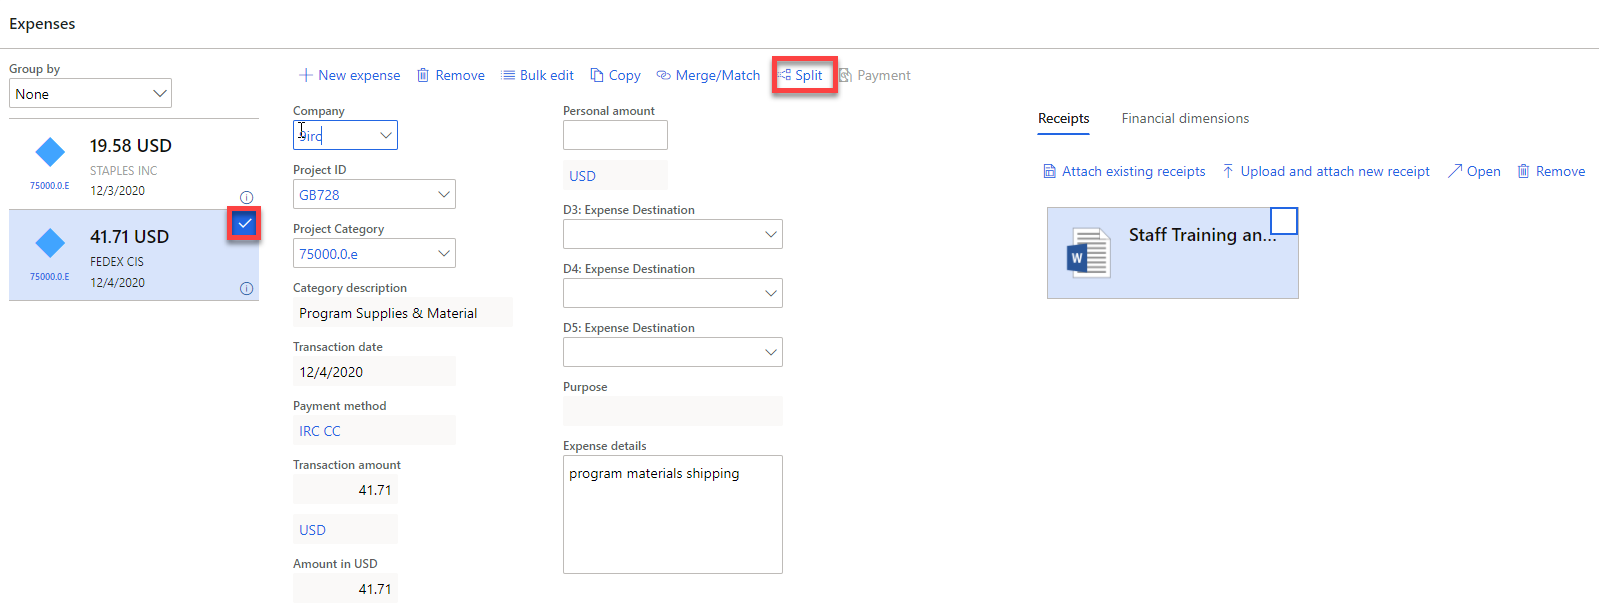 Expenses
Group by
None
19.58 USD
STAPLES INC
75000.0.E
12/3/2020
41.71 USD
FEDEX CIS
75000.0.E
12/4/2020
New expense Remove Bulk edit Copy Merge/Match Split Payment
Company
9irc
Project ID
GB728
Project Category
75000.0.e
Category description
Program Supplies & Material
Transaction date
12/4/2020
Payment method
IRC CC
Transaction amount
41.71
USD
Amount in USD
41.71
Personal amount
USD
D3: Expense Destination
D4: Expense Destination
D5: Expense Destination
Purpose
Expense details
program materials shipping
Receipts Financial dimensions
Attach existing receipts Upload and attach new receipt Open Remove
W
Staff Training an...